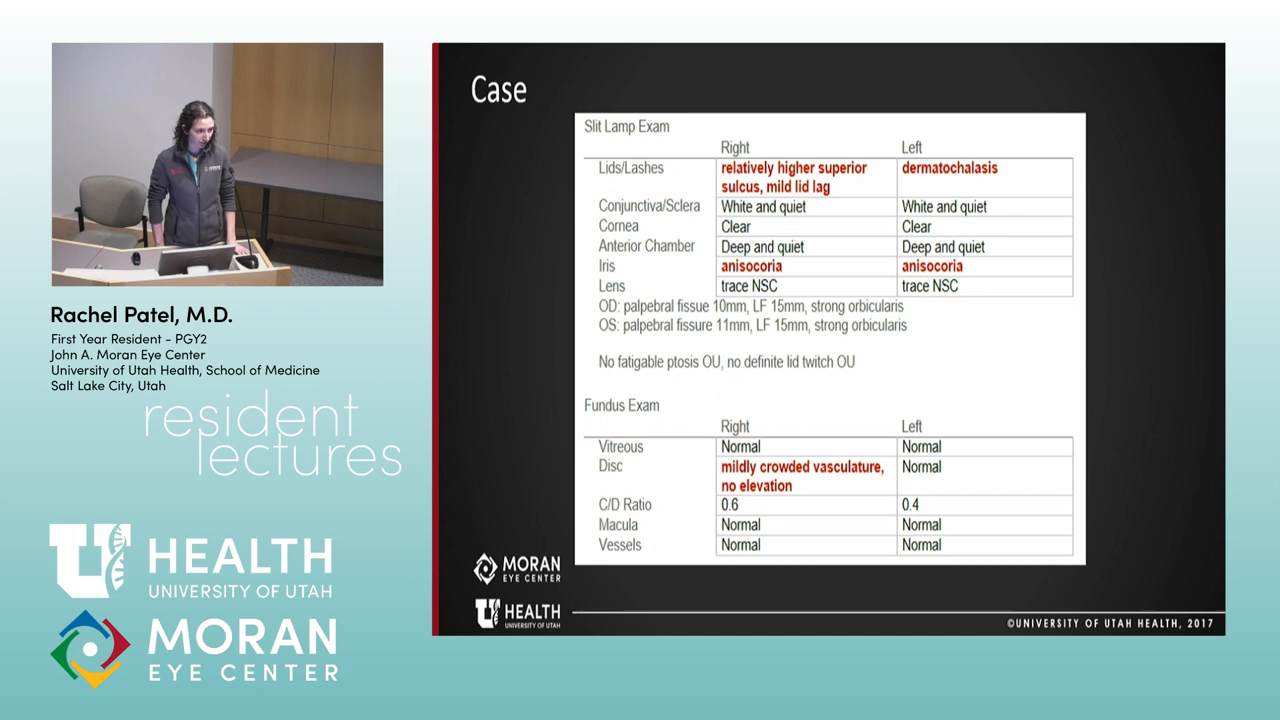 Rachel Patel, M.D.
First Year Resident - PGY2
John A. Moran Eye Center
University of Utah Health, School of Medicine
Salt Lake City, Utah
resident
lectures
U HEALTH
UNIVERSITY OF UTAH
MORAN
EYE CENTER
Case
Slit Lamp Exam
Right Left
Lids/Lashes relatively higher superior dermatochalasis
sulcus, mild lid lag
Conjunctiva/Sclera White and quiet White and quiet
Cornea Clear Clear
Anterior Chamber Deep and quiet Deep and quiet
Iris anisocoria anisocoria
Lens trace NSC trace NSC
OD: palpebral fissue 10mm, LF 15mm, strong orbicularis
OS: palpebral fissure 11mm, LF 15mm, strong orbicularis
No fatigable ptosis OU, no definite lid twitch OU
Fundus Exam
Right Left
Vitreous Normal Normal
Disc mildly crowded vasculature, Normal
no elevation
C/D Ratio 0.6 0.4
Macula Normal Normal
Vessels Normal Normal
MORAN
EYE CENTER
U HEALTH
UNIVERSITY OF UTAH
©UNIVERSITY OF UTAH HEALTH, 2017